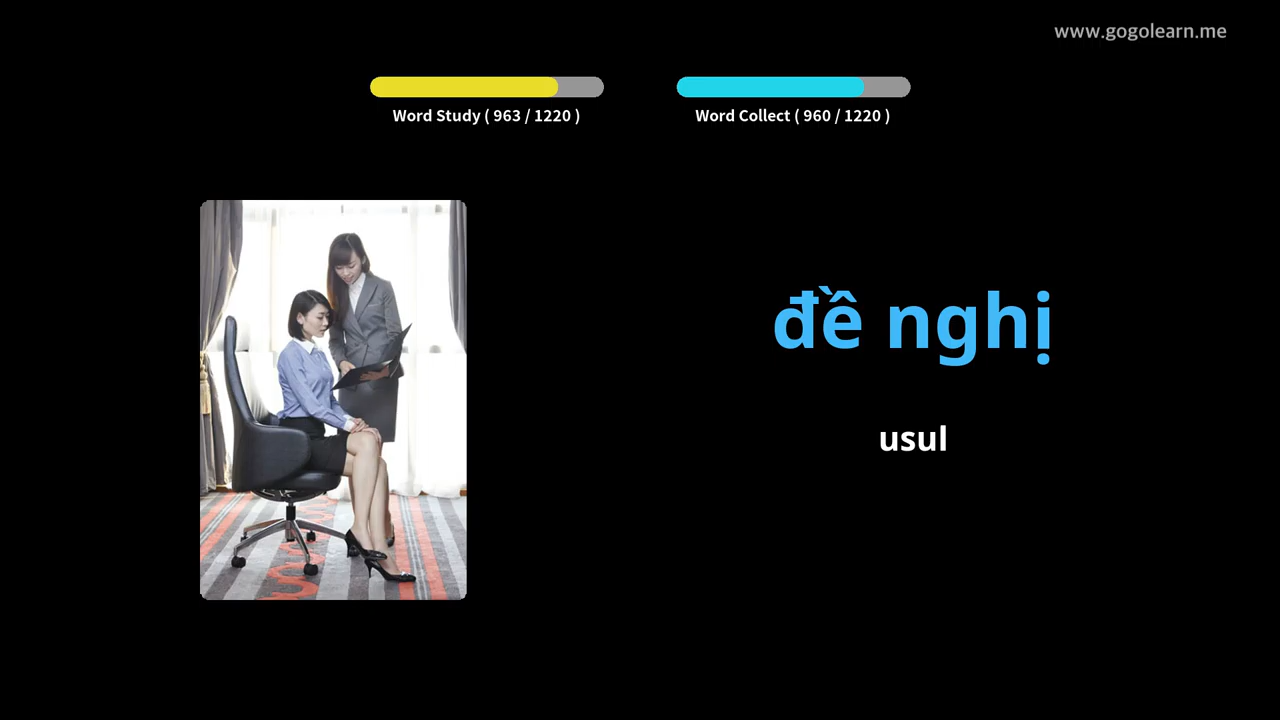 www.gogolearn.me
Word Study ( 963 / 1220 )
Word Collect ( 960 / 1220 )
đề nghị
usul